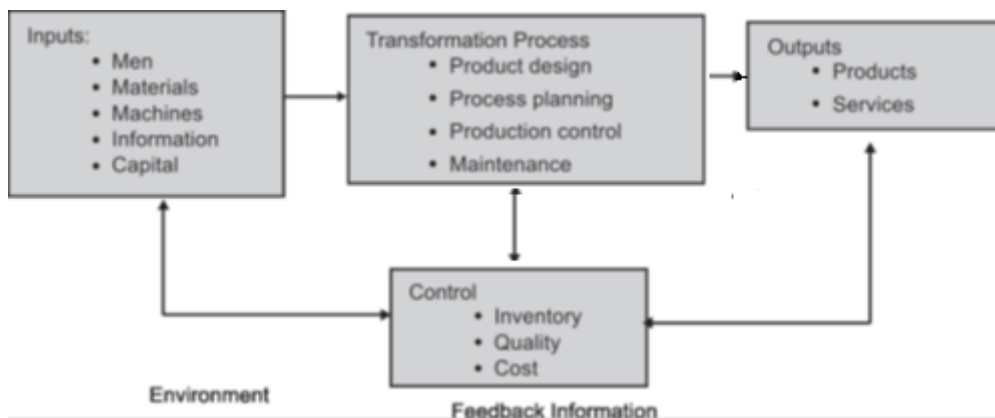 Inputs:
• Men
• Materials
• Machines
• Information
• Capital
Transformation Process
• Product design
• Process planning
• Production control
• Maintenance
Outputs
• Products
• Services
Control
• Inventory
• Quality
• Cost
Environment
Feedback Information